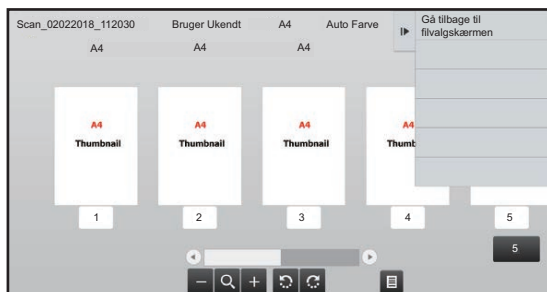 Scan_02022018_112030 Bruger Ukendt A4 Auto Farve
Gå tilbage til
filvalgskærmen
A4 A4 A4
A4 A4 A4 A4
Thumbnail Thumbnail Thumbnail Thumb
1 2 3 4 5
5